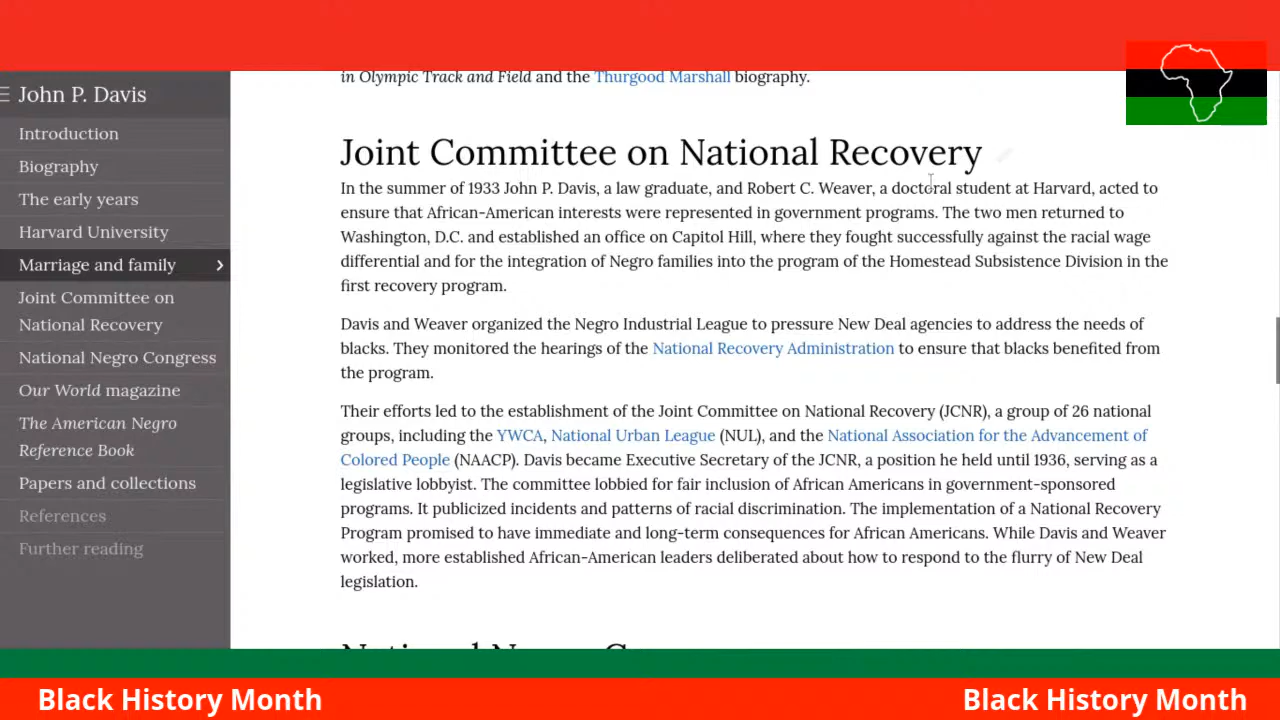 in Olympic Track and Field and the Thurgood Marshall biography.
John P. Davis
Introduction
Biography
The early years
Harvard University
Marriage and family
Joint Committee on
National Recovery
National Negro Congress
Our World magazine
The American Negro
Reference Book
Papers and collections
References
Further reading
Joint Committee on National Recovery
In the summer of 1933 John P. Davis, a law graduate, and Robert C. Weaver, a doctoral student at Harvard, acted to
ensure that African-American interests were represented in government programs. The two men returned to
Washington, D.C. and established an office on Capitol Hill, where they fought successfully against the racial wage
differential and for the integration of Negro families into the program of the Homestead Subsistence Division in the
first recovery program.
Davis and Weaver organized the Negro Industrial League to pressure New Deal agencies to address the needs of
blacks. They monitored the hearings of the National Recovery Administration to ensure that blacks benefited from
the program.
Their efforts led to the establishment of the Joint Committee on National Recovery (JCNR), a group of 26 national
groups, including the YWCA, National Urban League (NUL), and the National Association for the Advancement of
Colored People (NAACP). Davis became Executive Secretary of the JCNR, a position he held until 1936, serving as a
legislative lobbyist. The committee lobbied for fair inclusion of African Americans in government-sponsored
programs. It publicized incidents and patterns of racial discrimination. The implementation of a National Recovery
Program promised to have immediate and long-term consequences for African Americans. While Davis and Weaver
worked, more established African-American leaders deliberated about how to respond to the flurry of New Deal
legislation.
Black History Month
Black History Month